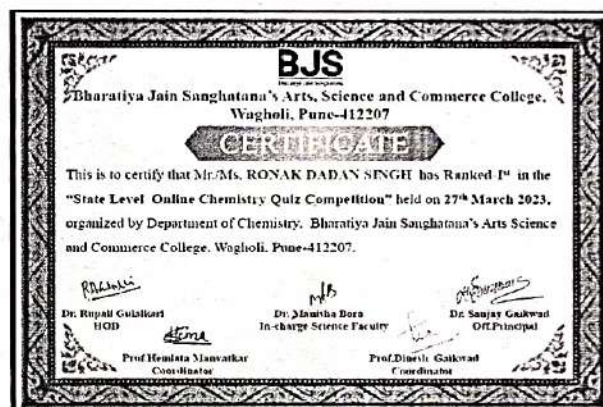 BJS
Bharatiya Jain Sanghatana's Arts, Science and Commerce College,
Wagholi, Pune-412207
CERTIFICATE
This is to certify that Mr./Ms. RONAK DADAN SINGH has Ranked-Ist in the
"State Level Online Chemistry Quiz Competition" held on 27th March 2023,
organized by Department of Chemistry, Bharatiya Jain Sanghatana's Arts Science
and Commerce College, Wagholi, Pune-412207.
Dr. Rupali Gulalkari Dr. Manisha Bora Dr. Sanjay Gaikwad
HOD In-charge Science Faculty Off.Principal
Prof.Hemlata Manvatkar Prof.Dinesh Gaikwad
Coordinator Coordinator